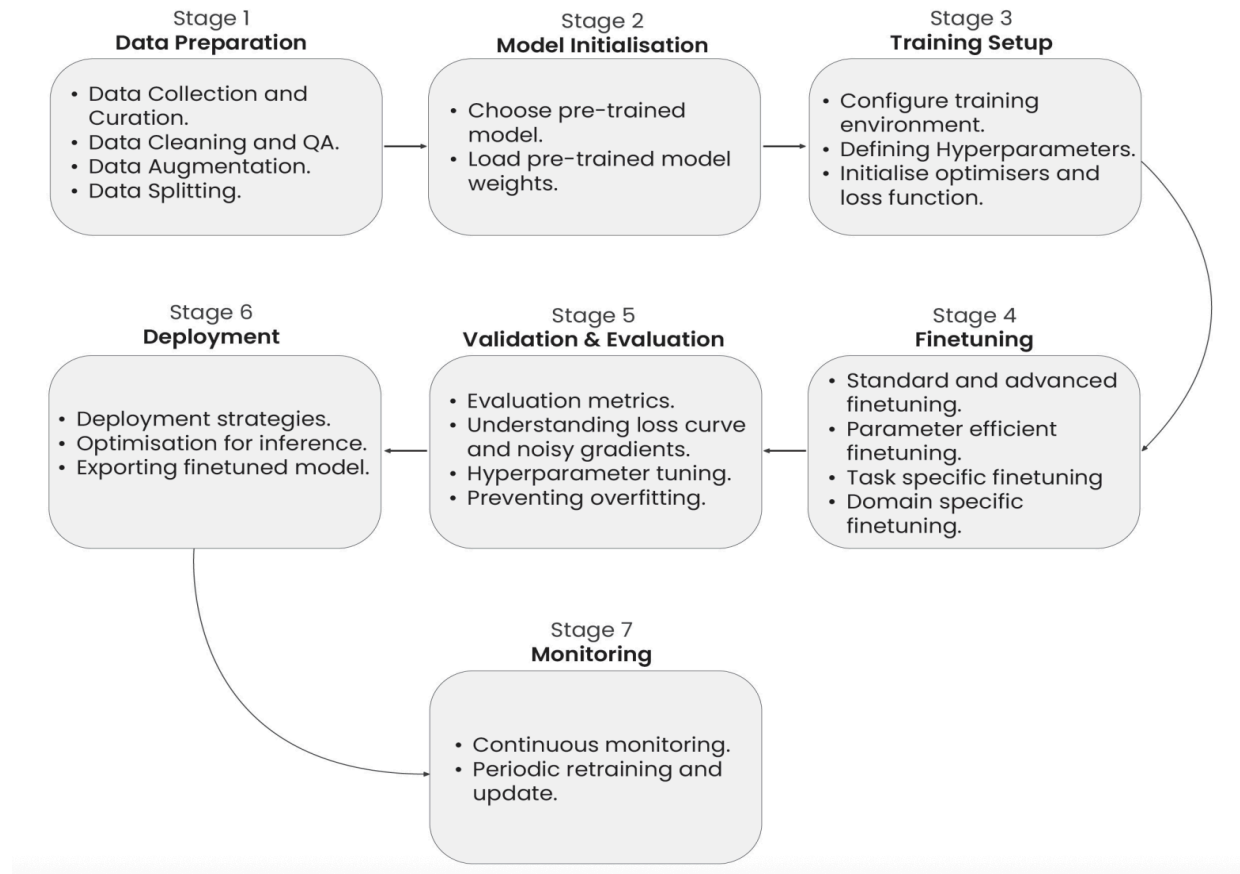 Stage 1
Data Preparation
• Data Collection and
Curation.
• Data Cleaning and QA.
• Data Augmentation.
• Data Splitting.
Stage 2
Model Initialisation
• Choose pre-trained
model.
• Load pre-trained model
weights.
Stage 3
Training Setup
• Configure training
environment.
• Defining Hyperparameters.
• Initialise optimisers and
loss function.
Stage 4
Finetuning
• Standard and advanced
finetuning.
• Parameter efficient
finetuning.
• Task specific finetuning
• Domain specific
finetuning.
Stage 5
Validation & Evaluation
• Evaluation metrics.
• Understanding loss curve
and noisy gradients.
• Hyperparameter tuning.
• Preventing overfitting.
Stage 6
Deployment
• Deployment strategies.
• Optimisation for inference.
• Exporting finetuned model.
Stage 7
Monitoring
• Continuous monitoring.
• Periodic retraining and
update.